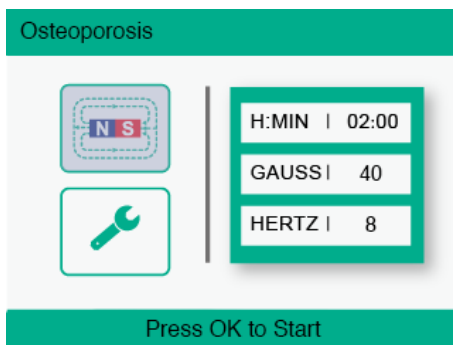 Osteoporosis
N S
H:MIN | 02:00
GAUSS | 40
HERTZ | 8
Press OK to Start